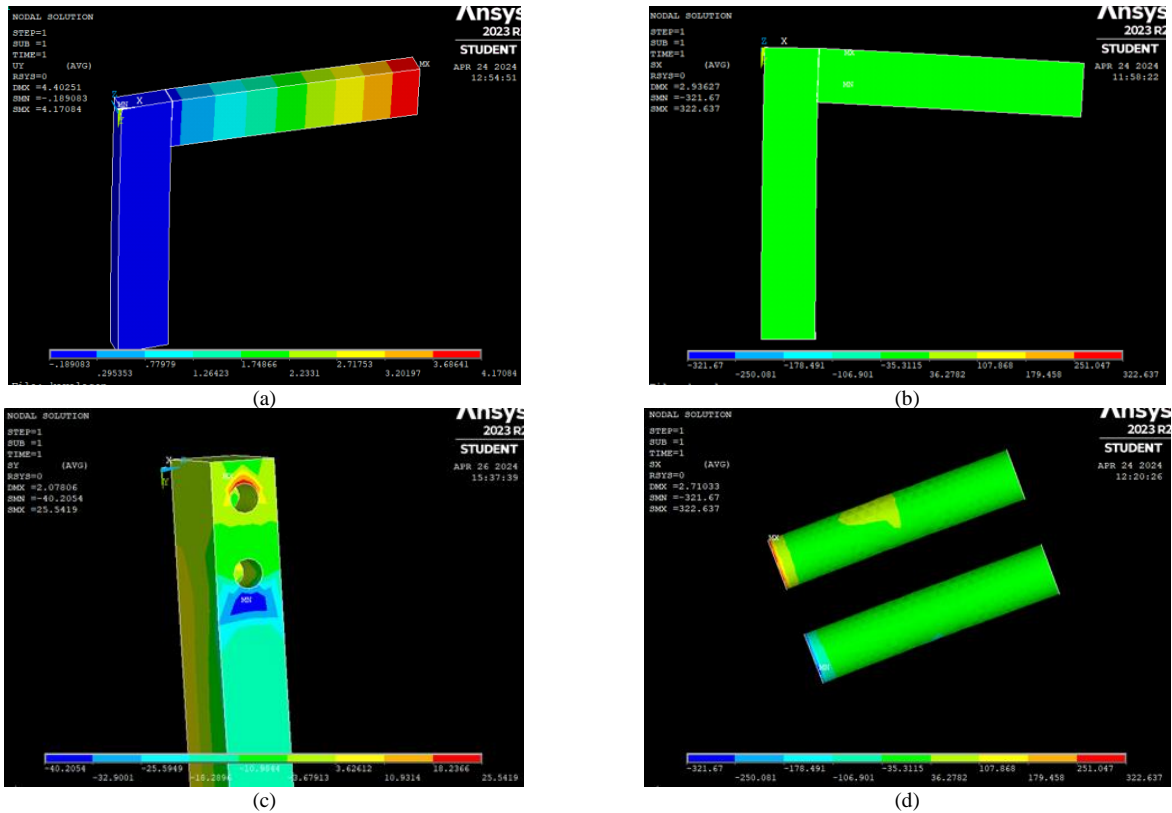 NODAL SOLUTION
STEP=1
SUB =1
TIME=1
UY (AVG)
RSYS=0
DMX =4.40251
SMN =-.189083
SMX =4.17084
Ansys
2023 R2
STUDENT
APR 24 2024
12:54:51
MN X
MX
-.189083 .77979 1.74866 2.71753 3.68641
.295353 1.26423 2.2331 3.20197 4.17084
(a)
NODAL SOLUTION
STEP=1
SUB =1
TIME=1
SX (AVG)
RSYS=0
DMX =2.93627
SMN =-321.67
SMX =322.637
Ansys
2023 R2
STUDENT
APR 24 2024
11:58:22
Z X
MX
MN
-321.67 -178.491 -35.3115 107.868 251.047
-250.081 -106.901 36.2782 179.458 322.637
(b)
NODAL SOLUTION
STEP=1
SUB =1
TIME=1
SY (AVG)
RSYS=0
DMX =2.07806
SMN =-40.2054
SMX =25.5419
Ansys
2023 R2
STUDENT
APR 26 2024
15:37:39
X
MX
MN
-40.2054 -25.5949 -10.9844 3.62612 18.2366
-32.9001 -18.2896 -3.67913 10.9314 25.5419
(c)
NODAL SOLUTION
STEP=1
SUB =1
TIME=1
SX (AVG)
RSYS=0
DMX =2.71033
SMN =-321.67
SMX =322.637
Ansys
2023 R2
STUDENT
APR 24 2024
12:20:26
MX
MN
-321.67 -178.491 -35.3115 107.868 251.047
-250.081 -106.901 36.2782 179.458 322.637
(d)